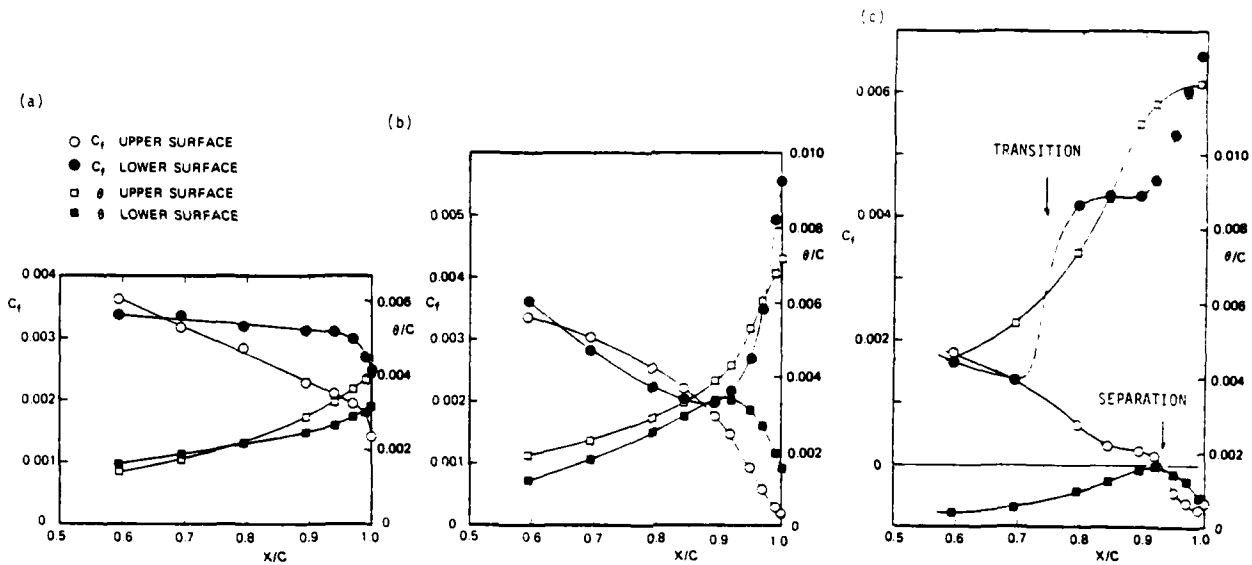 (a)
○ Cf UPPER SURFACE
● Cf LOWER SURFACE
□ θ UPPER SURFACE
■ θ LOWER SURFACE
0.004
Cf
0.003
0.002
0.001
0
0.006
θ/C
0.004
0.002
0
0.5 0.6 0.7 0.8 0.9 1.0
X/C
(b)
0.005
0.004
Cf
0.003
0.002
0.001
0
0.010
0.008
θ/C
0.006
0.004
0.002
0
0.5 0.6 0.7 0.8 0.9 1.0
X/C
(c)
0.006
0.004
Cf
0.002
0
TRANSITION
SEPARATION
0.010
0.008
θ/C
0.006
0.004
0.002
0
0.5 0.6 0.7 0.8 0.9 1.0
X/C